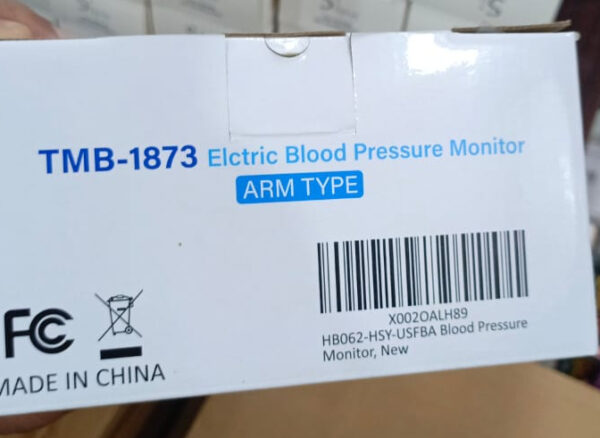 TMB-1873 Elctric Blood Pressure Monitor
ARM TYPE
X002OALH89
HB062-HSY-USFBA Blood Pressure
Monitor, New
FC
MADE IN CHINA